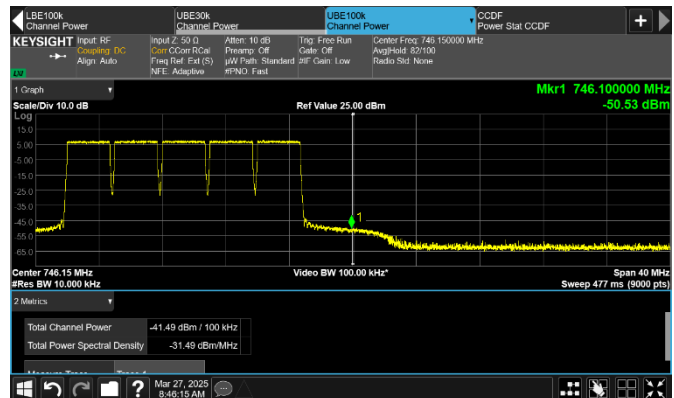 LBE100k
Channel Power
UBE30k
Channel Power
UBE100k
Channel Power
CCDF
Power Stat CCDF
KEYSIGHT
Input: RF
Coupling: DC
Align: Auto
LXI
Input Z: 50 Ω
Corr CCorr RCal
Freq Ref: Ext (S)
NFE: Adaptive
Atten: 10 dB
Preamp: Off
µW Path: Standard
#PNO: Fast
Trig: Free Run
Gate: Off
#IF Gain: Low
Center Freq: 746.150000 MHz
Avg|Hold: 82/100
Radio Std: None
1 Graph
Mkr1 746.100000 MHz
-50.53 dBm
Scale/Div 10.0 dB
Ref Value 25.00 dBm
Log
15.0
5.00
-5.00
-15.0
-25.0
-35.0
-45.0
-55.0
-65.0
1
Center 746.15 MHz
#Res BW 10.000 kHz
Video BW 100.00 kHz*
Span 40 MHz
Sweep 477 ms (9000 pts)
2 Metrics
Total Channel Power -41.49 dBm / 100 kHz
Total Power Spectral Density -31.49 dBm/MHz
Measure Trace Trace 1
Mar 27, 2025
8:46:15 AM